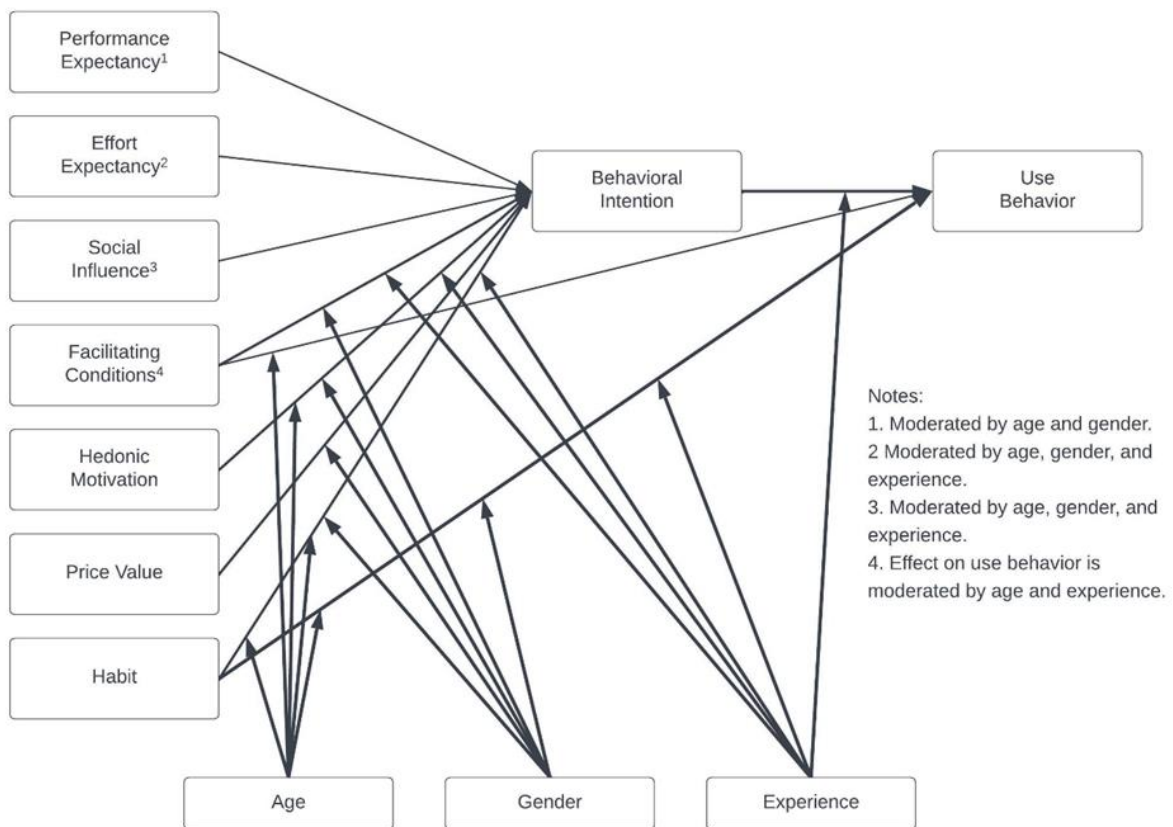 Performance
Expectancy¹
Effort
Expectancy²
Social
Influence³
Facilitating
Conditions⁴
Hedonic
Motivation
Price Value
Habit
Behavioral
Intention
Use
Behavior
Notes:
1. Moderated by age and gender.
2 Moderated by age, gender, and
experience.
3. Moderated by age, gender, and
experience.
4. Effect on use behavior is
moderated by age and experience.
Age
Gender
Experience